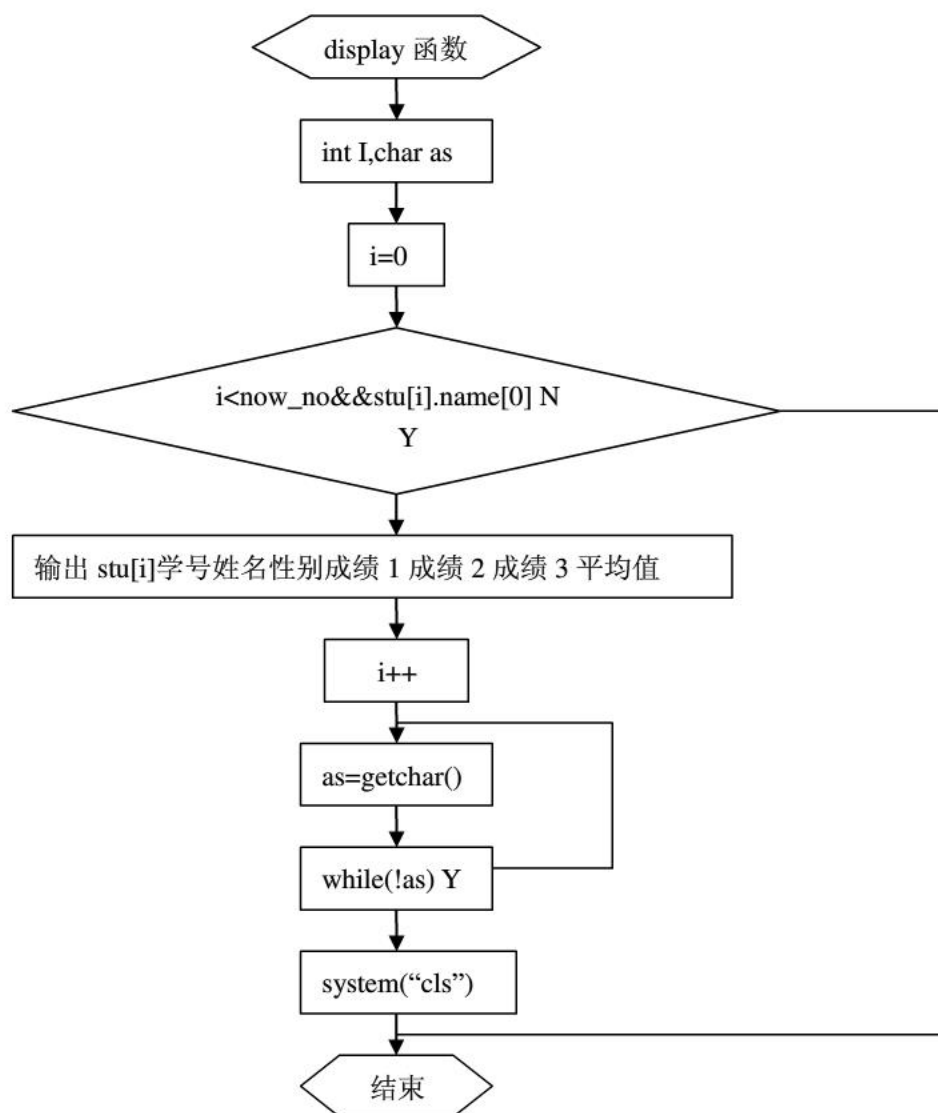 display 函数
int I,char as
i=0
i<now_no&&stu[i].name[0] N
Y
输出 stu[i]学号姓名性别成绩 1 成绩 2 成绩 3 平均值
i++
as=getchar()
while(!as) Y
system(“cls”)
结束